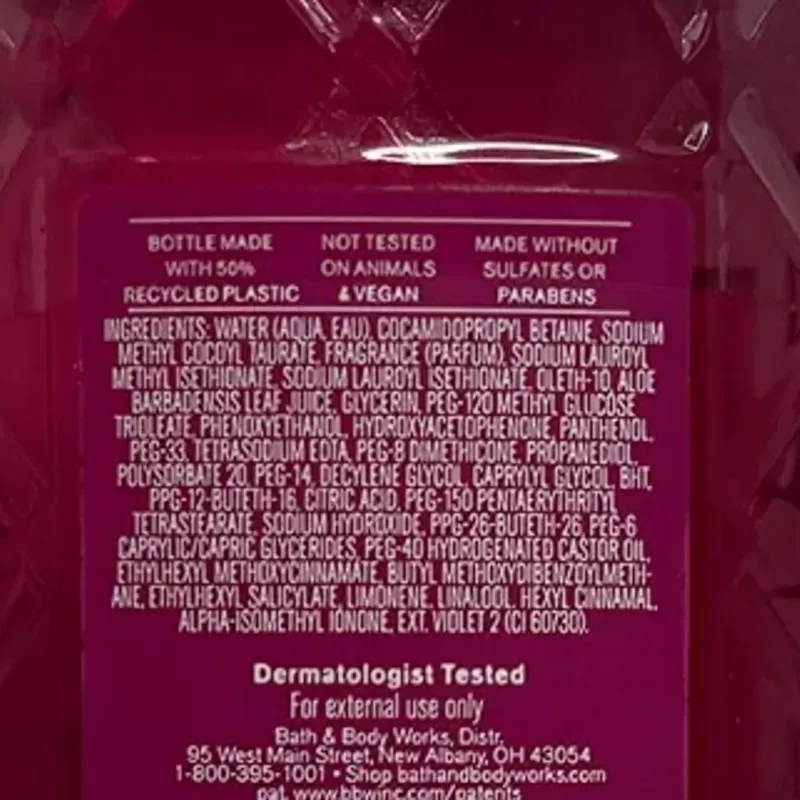 BOTTLE MADE WITH 50% RECYCLED PLASTIC
NOT TESTED ON ANIMALS & VEGAN
MADE WITHOUT SULFATES OR PARABENS
INGREDIENTS: WATER (AQUA, EAU), COCAMIDOPROPYL BETAINE, SODIUM
METHYL COCOYL TAURATE, FRAGRANCE (PARFUM), SODIUM LAUROYL
METHYL ISETHIONATE, SODIUM LAUROYL ISETHIONATE, OLETH-10, ALOE
BARBADENSIS LEAF JUICE, GLYCERIN, PEG-120 METHYL GLUCOSE
TRIOLEATE, PHENOXYETHANOL, HYDROXYACETOPHENONE, PANTHENOL,
PEG-33, TETRASODIUM EDTA, PEG-8 DIMETHICONE, PROPANEDIOL,
POLYSORBATE 20, PEG-14, DECYLENE GLYCOL, CAPRYLYL GLYCOL, BHT,
PPG-12-BUTETH-16, CITRIC ACID, PEG-150 PENTAERYTHRITYL
TETRASTEARATE, SODIUM HYDROXIDE, PPG-26-BUTETH-26, PEG-6
CAPRYLIC/CAPRIC GLYCERIDES, PEG-40 HYDROGENATED CASTOR OIL,
ETHYLHEXYL METHOXYCINNAMATE, BUTYL METHOXYDIBENZOYLMETH-
ANE, ETHYLHEXYL SALICYLATE, LIMONENE, LINALOOL, HEXYL CINNAMAL,
ALPHA-ISOMETHYL IONONE, EXT. VIOLET 2 (CI 60730).
Dermatologist Tested
For external use only
Bath & Body Works, Distr.
95 West Main Street, New Albany, OH 43054
1-800-395-1001 • Shop bathandbodyworks.com
pat. www.bbwinc.com/patents